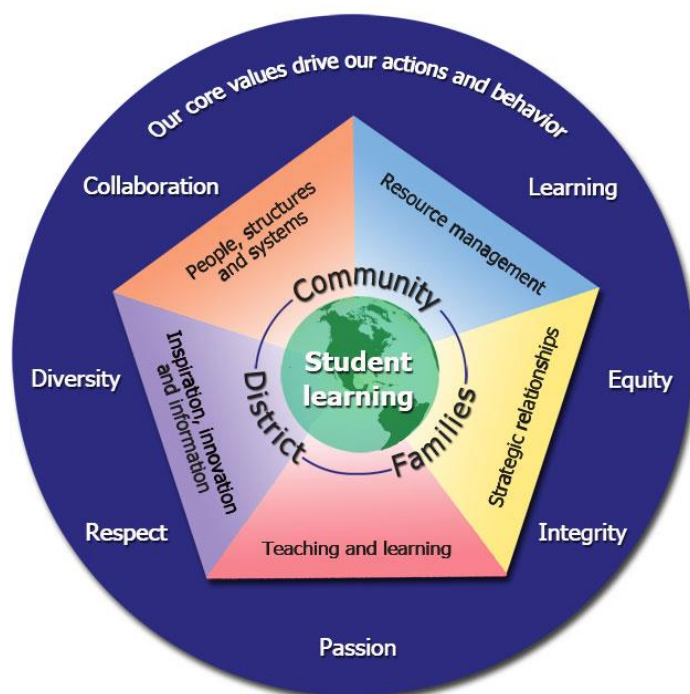 Our core values drive our actions and behavior
Collaboration
Learning
People, structures
and systems
Resource management
Community
Diversity
Inspiration, innovation
and information
District
Student
learning
Families
Strategic relationships
Equity
Respect
Teaching and learning
Integrity
Passion